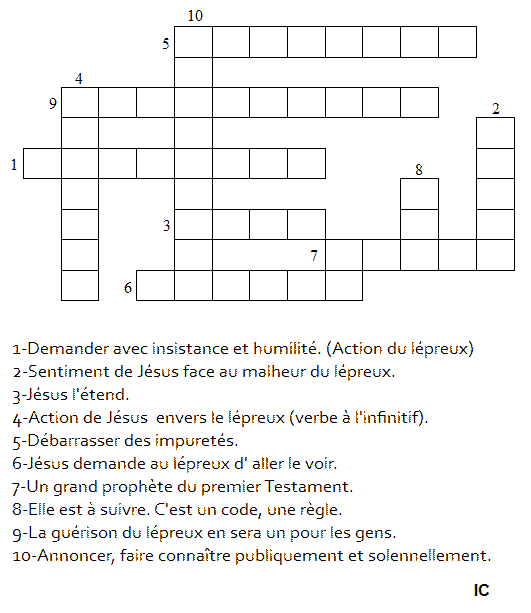 10
5
4
9
2
1
8
3
7
6
1-Demander avec insistance et humilité. (Action du lépreux)
2-Sentiment de Jésus face au malheur du lépreux.
3-Jésus l'étend.
4-Action de Jésus envers le lépreux (verbe à l'infinitif).
5-Débarrasser des impuretés.
6-Jésus demande au lépreux d' aller le voir.
7-Un grand prophète du premier Testament.
8-Elle est à suivre. C'est un code, une règle.
9-La guérison du lépreux en sera un pour les gens.
10-Annoncer, faire connaître publiquement et solennellement.
IC